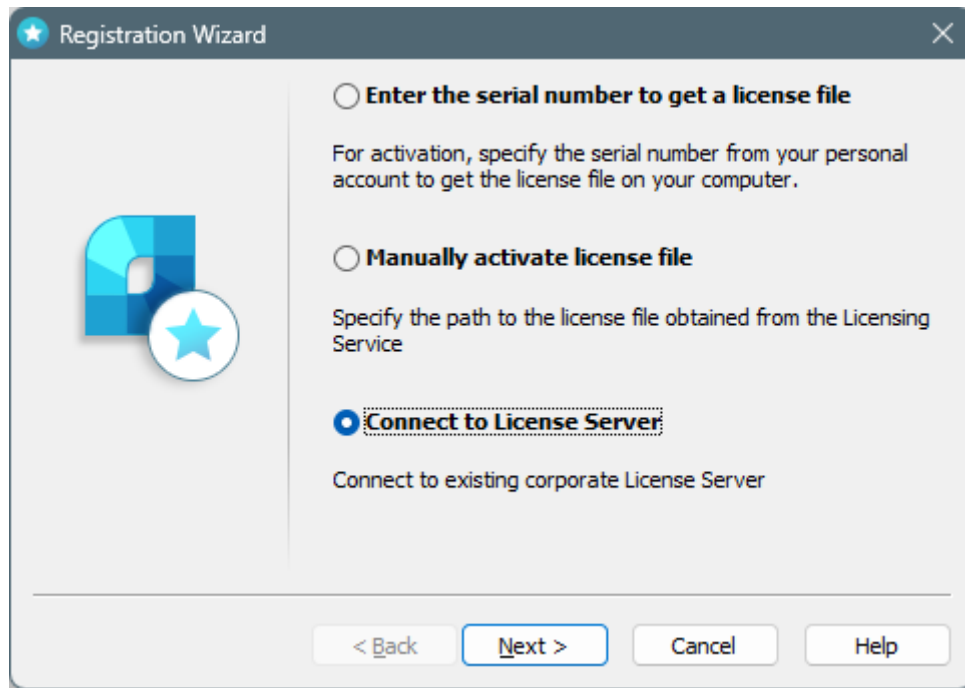 Registration Wizard
Enter the serial number to get a license file
For activation, specify the serial number from your personal
account to get the license file on your computer.
Manually activate license file
Specify the path to the license file obtained from the Licensing
Service
Connect to License Server
Connect to existing corporate License Server
< Back Next > Cancel Help